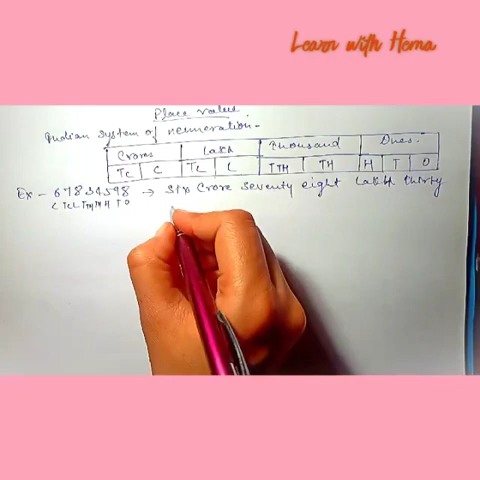 Learn with Hema
Place value
Indian system of numeration -
Crores Lakh Thousand Ones.
TC C TL L TTH TH H T O
Ex - 67834598 → Six Crore seventy eight Lakh thirty
C TL L TTH TH H T O